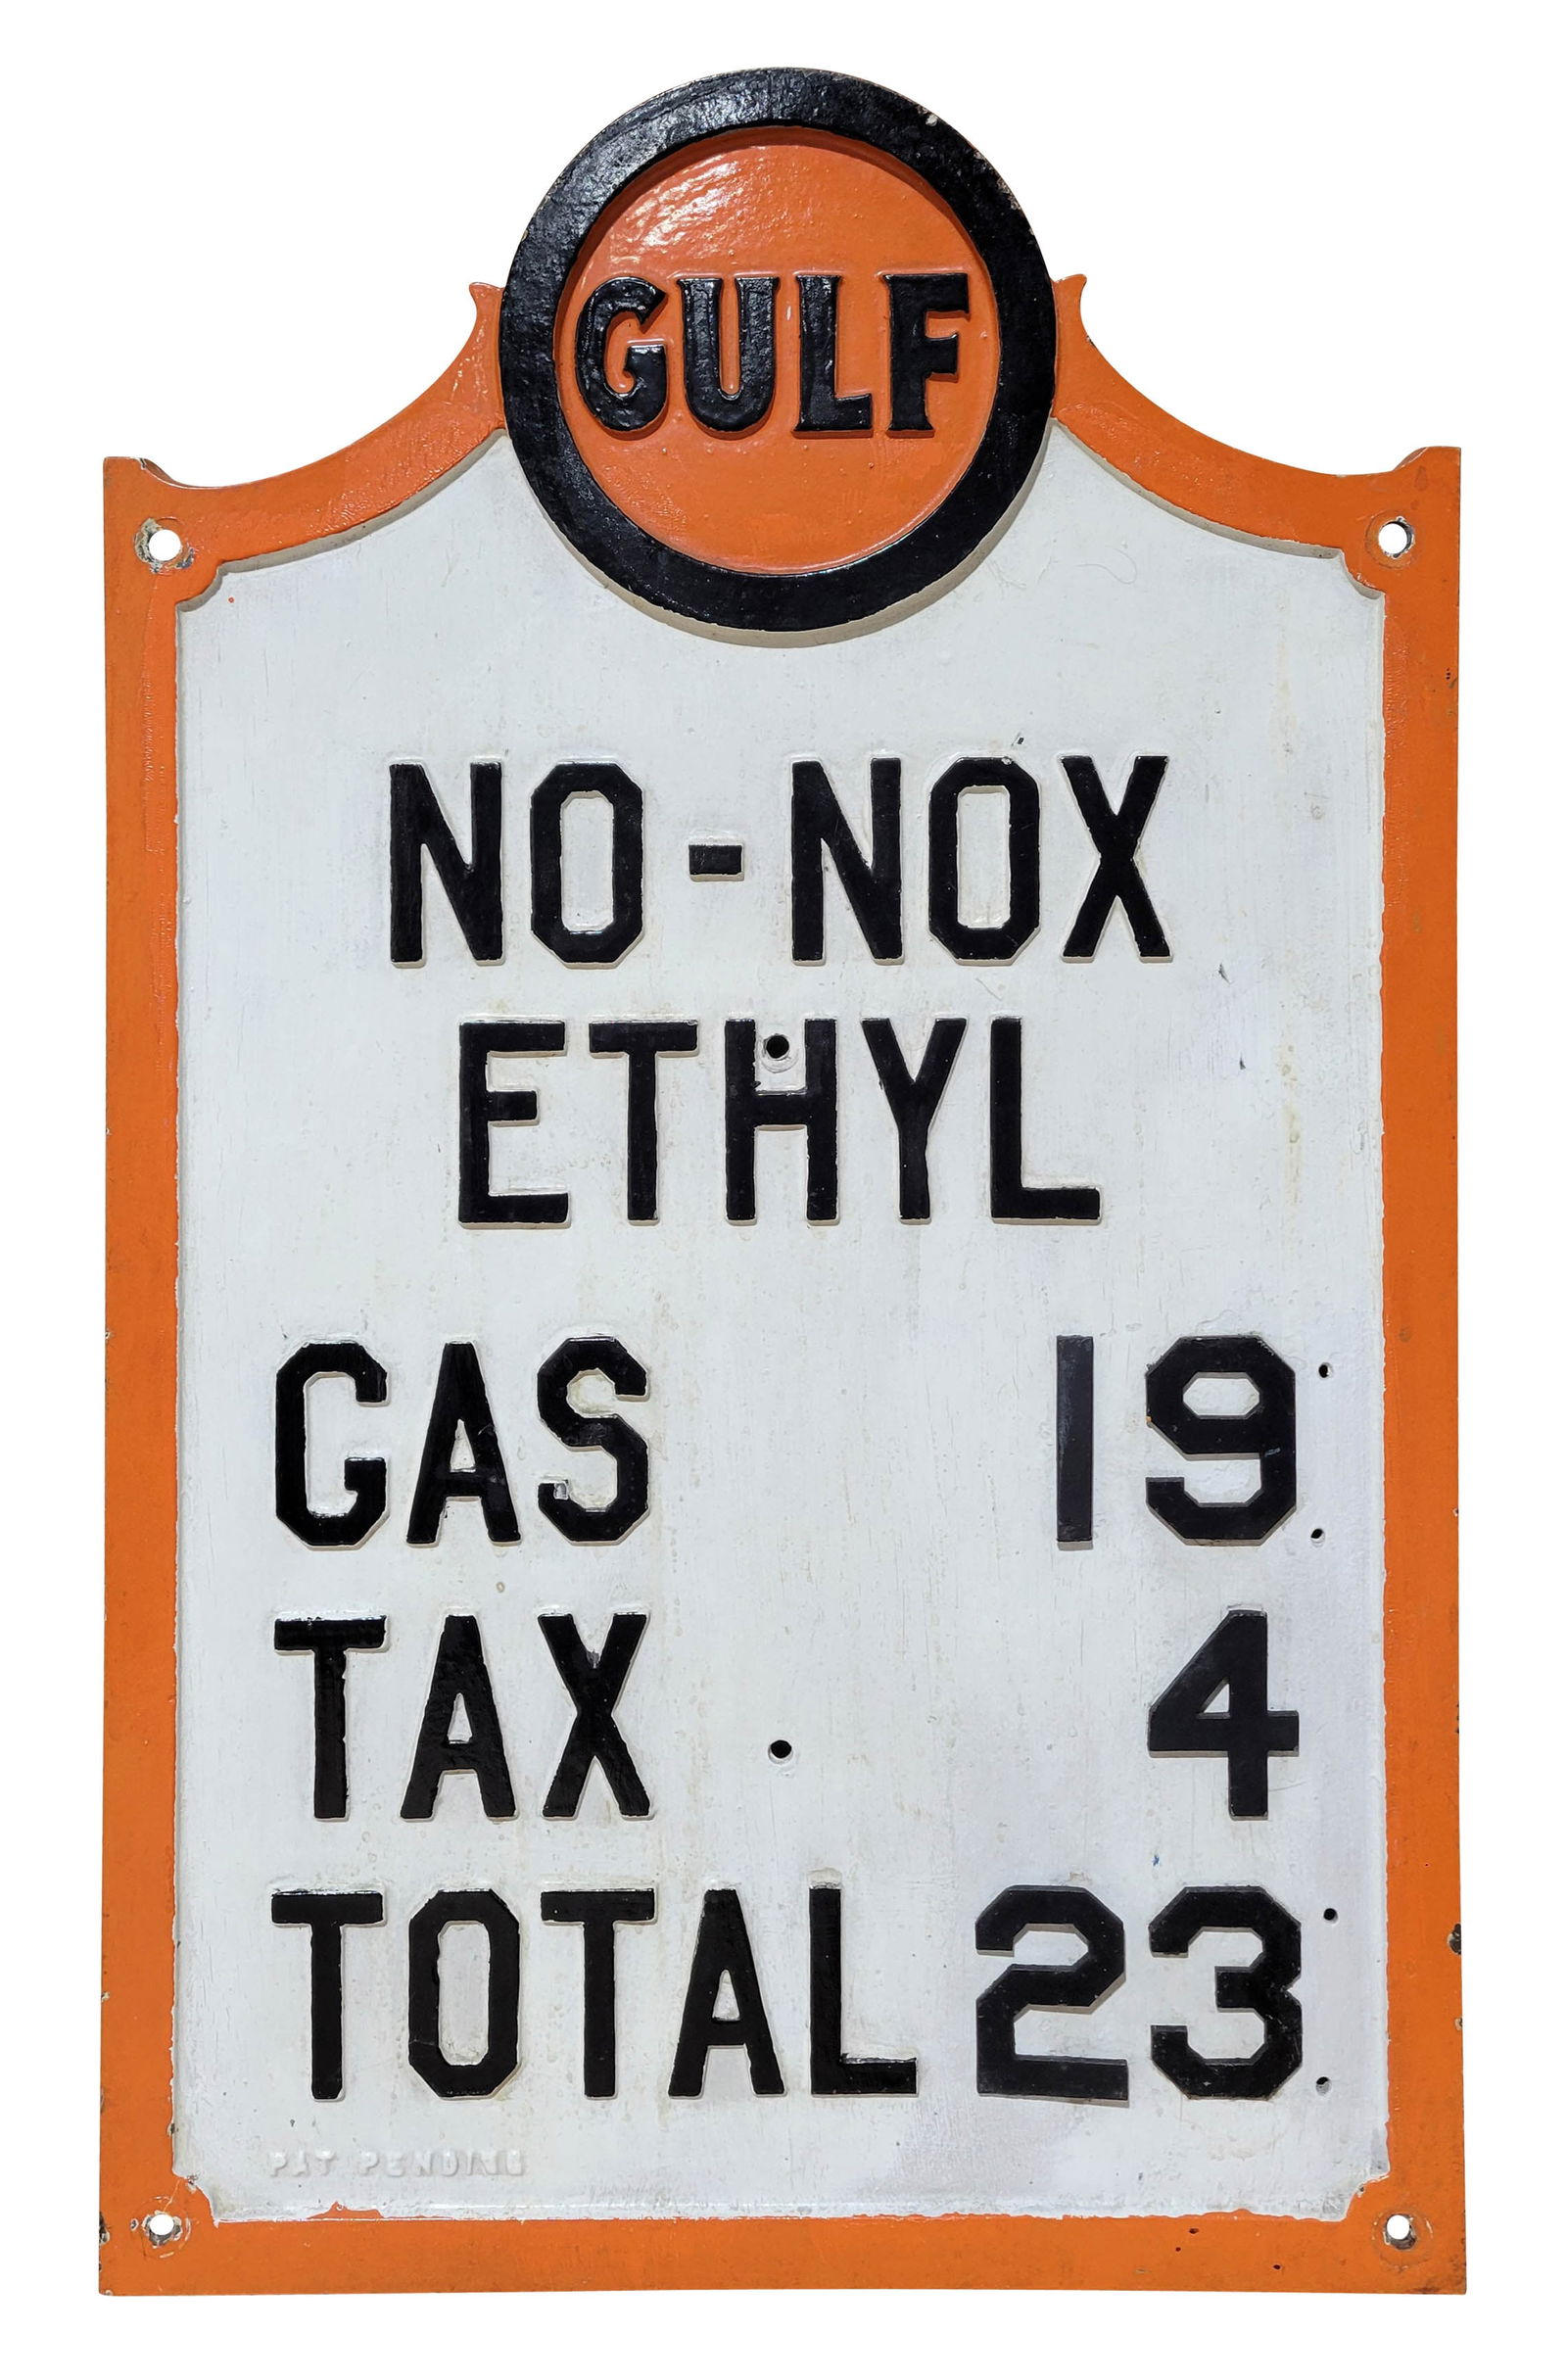 GULF
NO-NOX
ETHYL
GAS 19
TAX 4
TOTAL 23
PAT PENDING